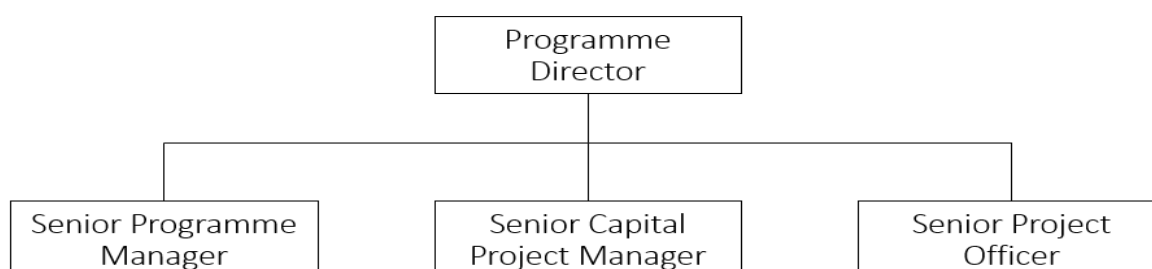 Programme
Director
Senior Programme
Manager
Senior Capital
Project Manager
Senior Project
Officer